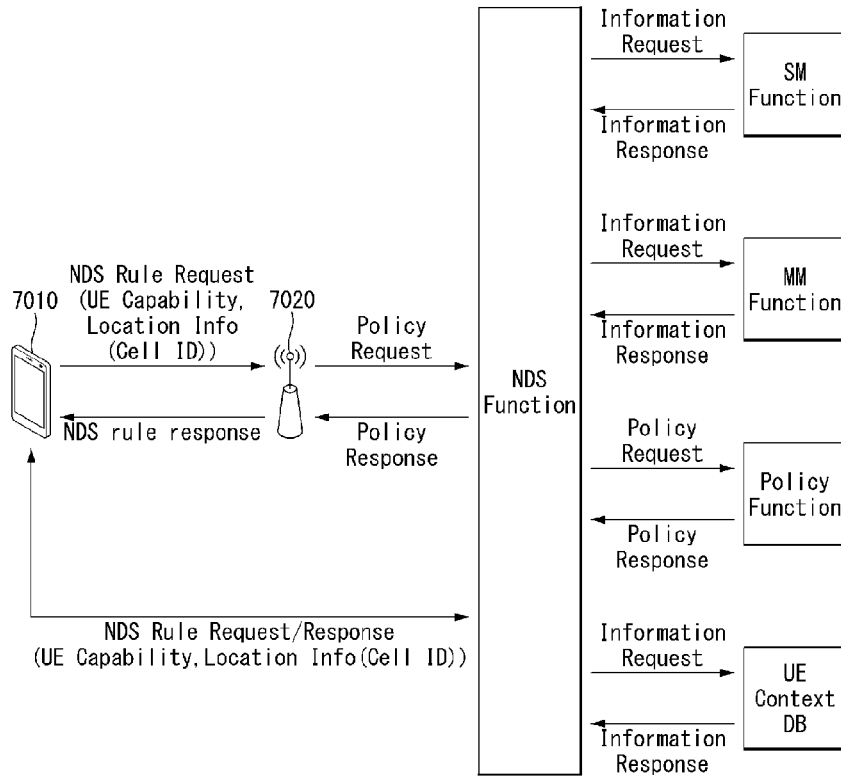 NDS Rule Request
(UE Capability,
Location Info
(Cell ID))
7010
7020
NDS rule response
Policy
Request
Policy
Response
NDS Rule Request/Response
(UE Capability,Location Info(Cell ID))
NDS
Function
Information
Request
Information
Response
SM
Function
Information
Request
Information
Response
MM
Function
Policy
Request
Policy
Response
Policy
Function
Information
Request
Information
Response
UE
Context
DB